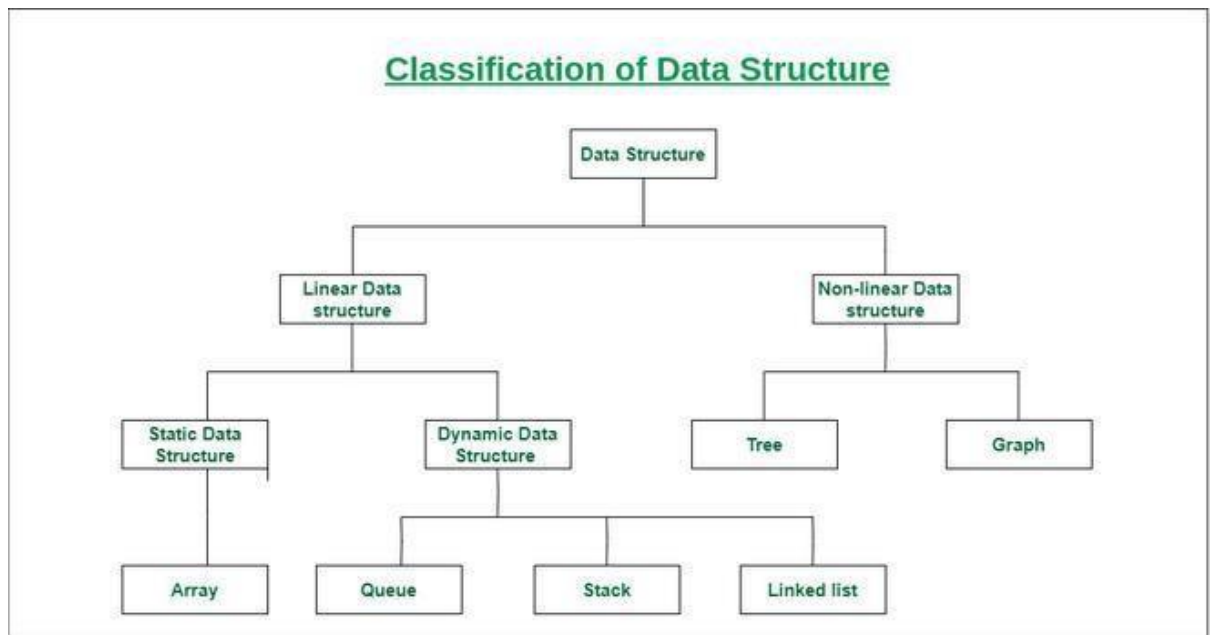 Classification of Data Structure
Data Structure
Linear Data
structure
Non-linear Data
structure
Static Data
Structure
Dynamic Data
Structure
Tree
Graph
Array
Queue
Stack
Linked list